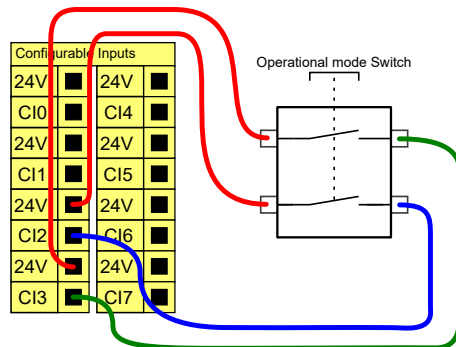 Configurable Inputs
Operational mode Switch
24V 24V
CI0 CI4
24V 24V
CI1 CI5
24V 24V
CI2 CI6
24V 24V
CI3 CI7